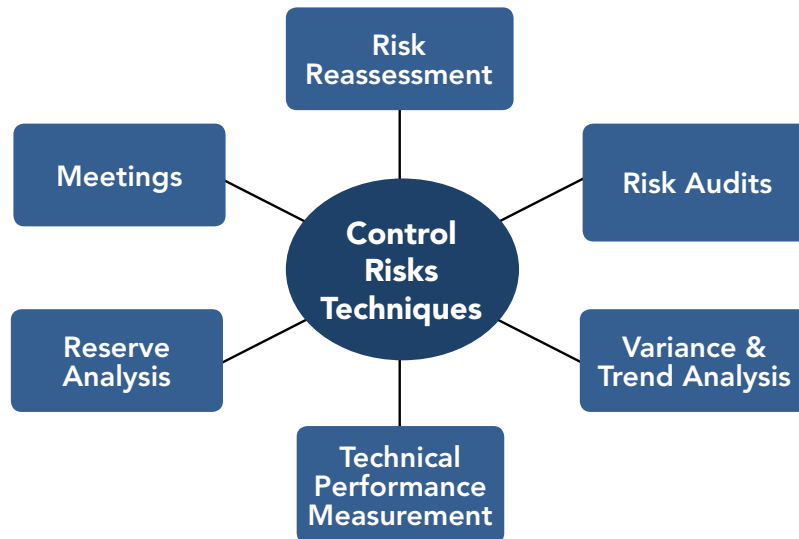 Risk
Reassessment
Meetings
Risk Audits
Control
Risks
Techniques
Reserve
Analysis
Variance &
Trend Analysis
Technical
Performance
Measurement